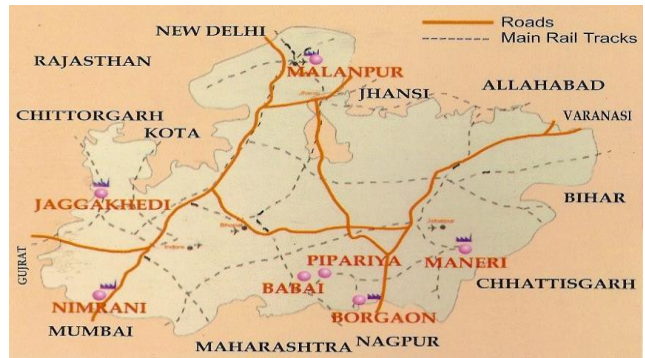 Roads
Main Rail Tracks
NEW DELHI
RAJASTHAN
MALANPUR
JHANSI
ALLAHABAD
CHITTORGARH
KOTA
VARANASI
BIHAR
JAGGAKHEDI
GUJRAT
PIPARIYA
MANERI
BABAI
CHHATTISGARH
NIMRANI
BORGAON
MUMBAI
MAHARASHTRA
NAGPUR